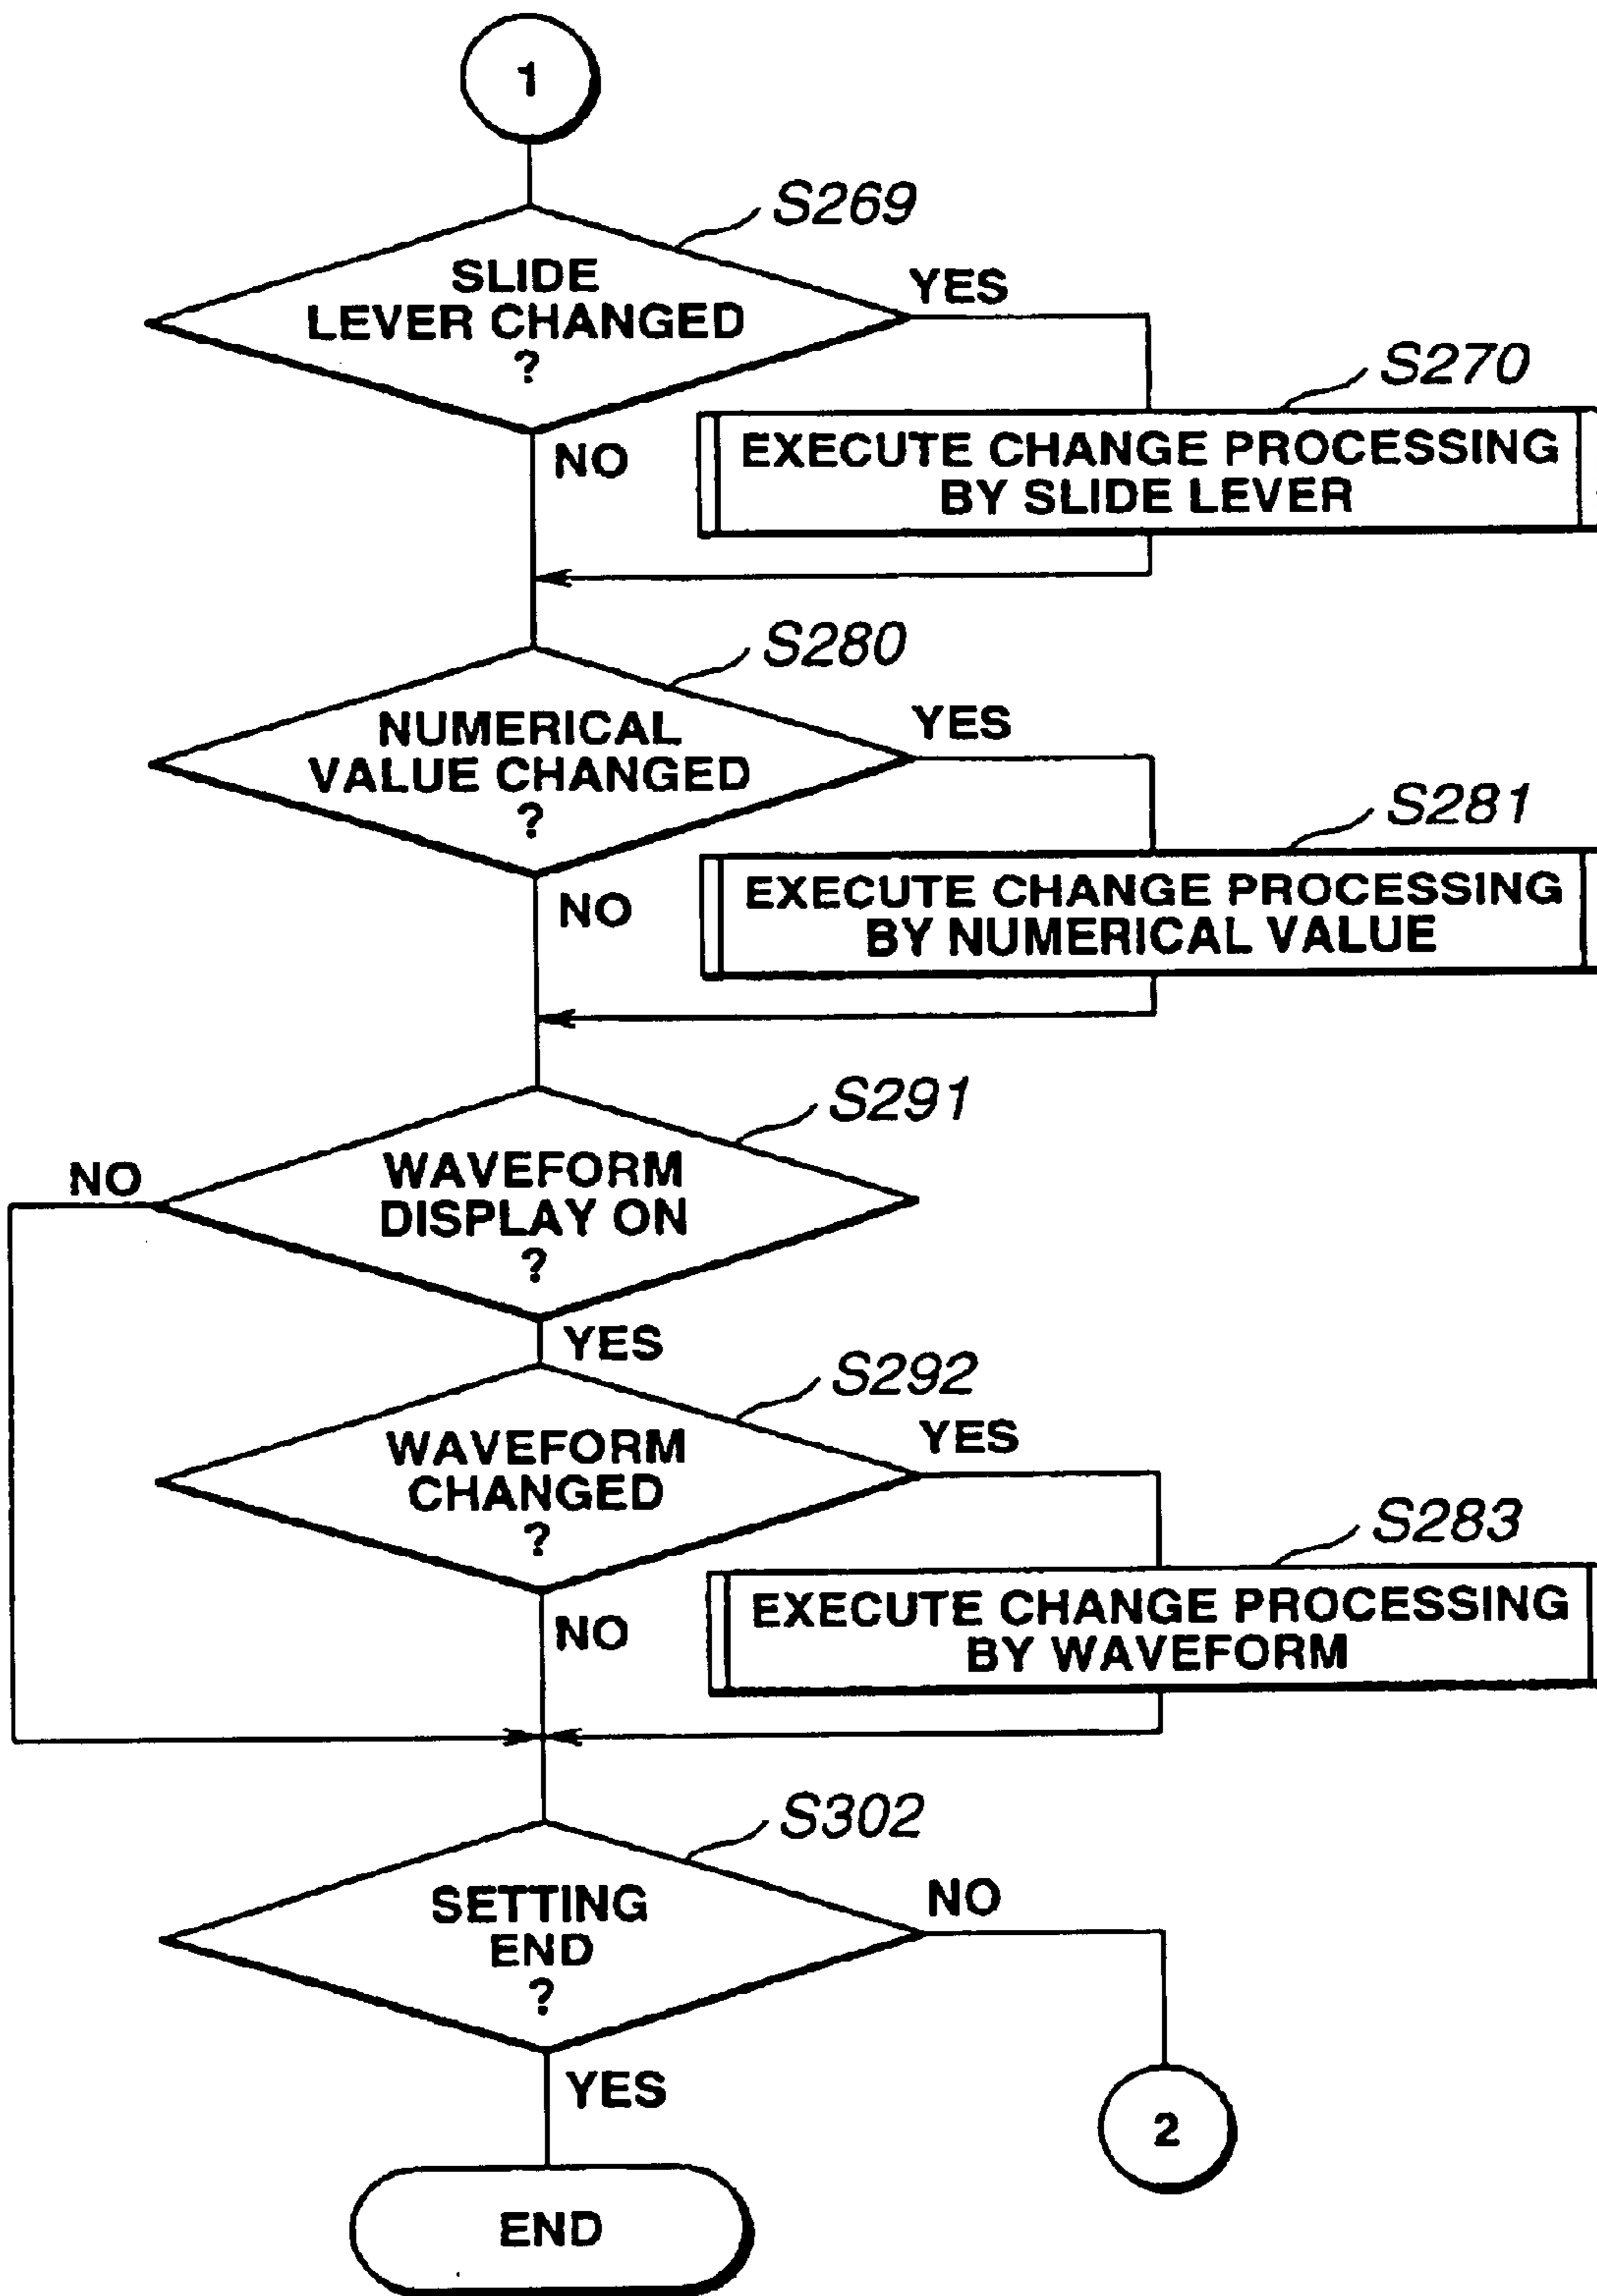 1
S269
SLIDE
LEVER CHANGED
?
YES
NO
S270
EXECUTE CHANGE PROCESSING
BY SLIDE LEVER
S280
NUMERICAL
VALUE CHANGED
?
YES
NO
S281
EXECUTE CHANGE PROCESSING
BY NUMERICAL VALUE
S291
NO
WAVEFORM
DISPLAY ON
?
YES
S292
WAVEFORM
CHANGED
?
YES
NO
S283
EXECUTE CHANGE PROCESSING
BY WAVEFORM
S302
SETTING
END
?
NO
YES
2
END